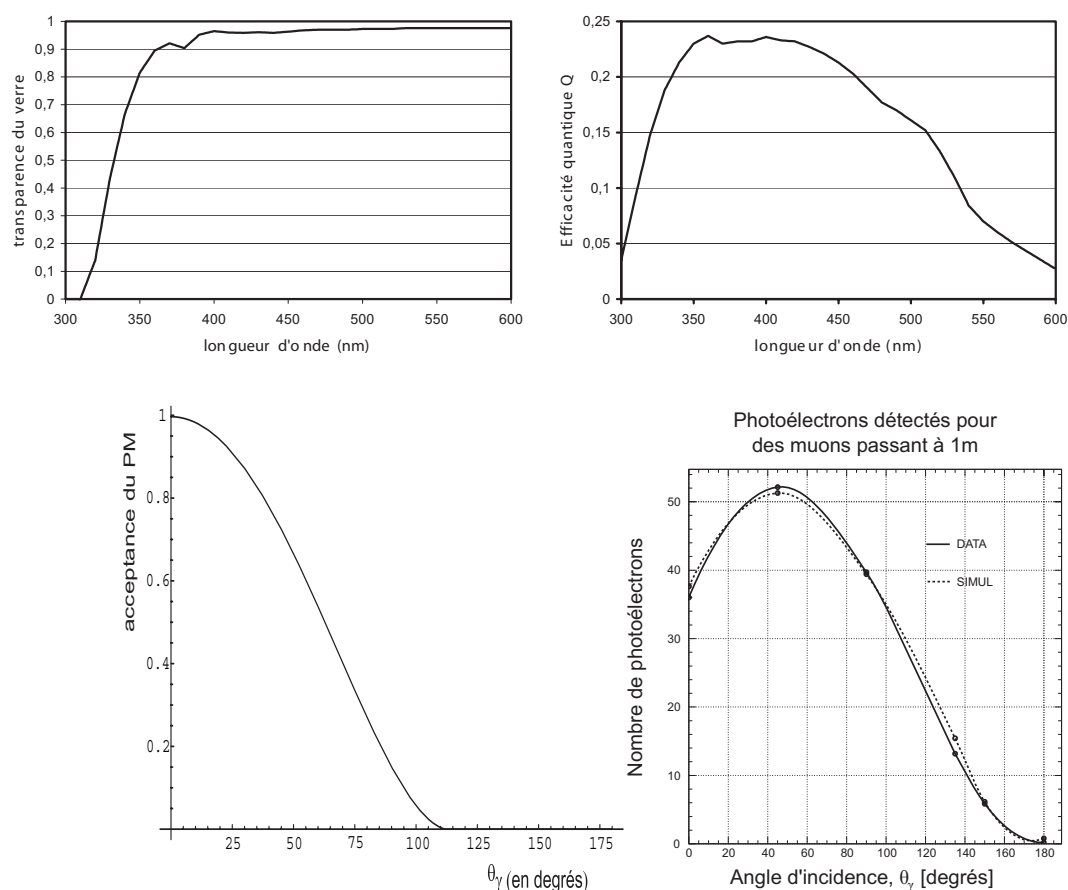 transparence du verre
1
0,9
0,8
0,7
0,6
0,5
0,4
0,3
0,2
0,1
0
300 350 400 450 500 550 600
longueur d'onde (nm)
Efficacité quantique Q
0,25
0,2
0,15
0,1
0,05
0
300 350 400 450 500 550 600
longueur d'onde (nm)
acceptance du PM
1
0.8
0.6
0.4
0.2
25 50 75 100 125 150 175
θγ (en degrés)
Photoélectrons détectés pour
des muons passant à 1m
Nombre de photoélectrons
50
40
30
20
10
0
DATA
SIMUL
0 20 40 60 80 100 120 140 160 180
Angle d'incidence, θγ [degrés]